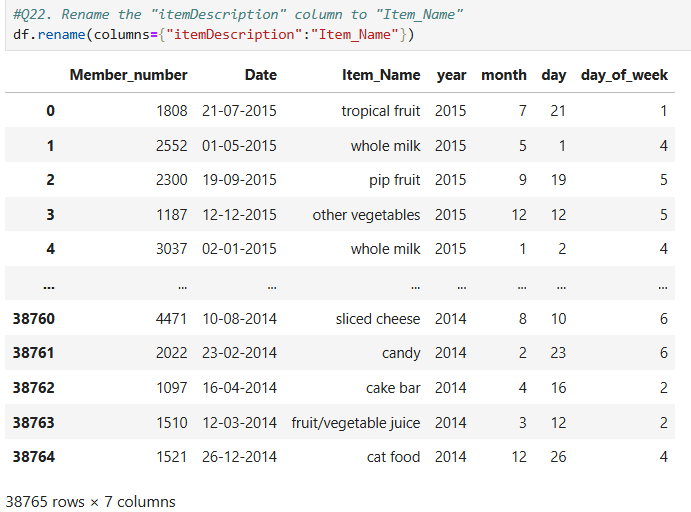 #Q22. Rename the "itemDescription" column to "Item_Name"
df.rename(columns={"itemDescription":"Item_Name"})
Member_number Date Item_Name year month day day_of_week
0 1808 21-07-2015 tropical fruit 2015 7 21 1
1 2552 01-05-2015 whole milk 2015 5 1 4
2 2300 19-09-2015 pip fruit 2015 9 19 5
3 1187 12-12-2015 other vegetables 2015 12 12 5
4 3037 02-01-2015 whole milk 2015 1 2 4
... ... ... ... ... ... ... ...
38760 4471 10-08-2014 sliced cheese 2014 8 10 6
38761 2022 23-02-2014 candy 2014 2 23 6
38762 1097 16-04-2014 cake bar 2014 4 16 2
38763 1510 12-03-2014 fruit/vegetable juice 2014 3 12 2
38764 1521 26-12-2014 cat food 2014 12 26 4
38765 rows × 7 columns